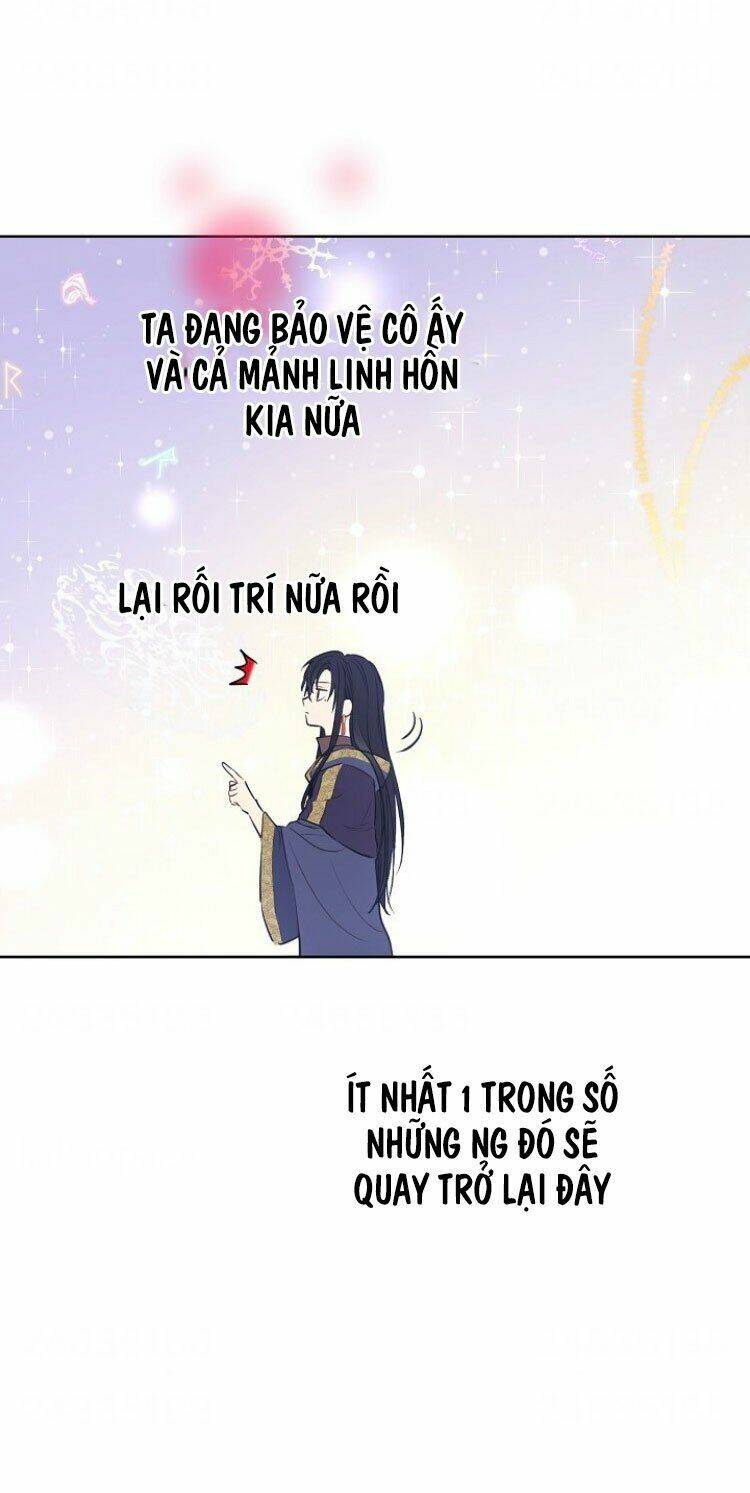 TA ĐANG BẢO VỆ CÔ ẤY
VÀ CẢ MẢNH LINH HỒN
KIA NỮA
LẠI RỐI TRÍ NỮA RỒI
ÍT NHẤT 1 TRONG SỐ
NHỮNG NG ĐÓ SẼ
QUAY TRỞ LẠI ĐÂY